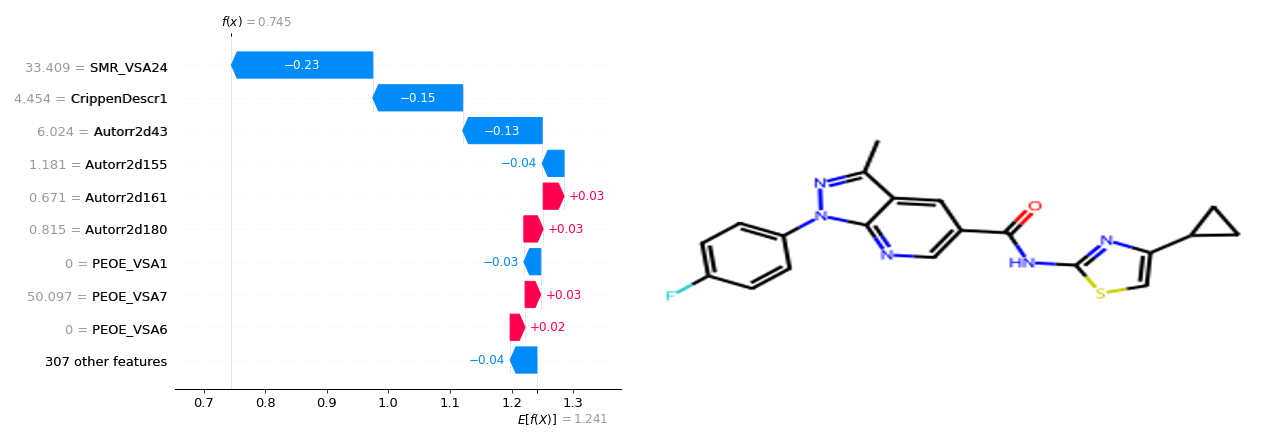 f(x) = 0.745
33.409 = SMR_VSA24
−0.23
4.454 = CrippenDescr1
−0.15
6.024 = Autorr2d43
−0.13
1.181 = Autorr2d155
−0.04
0.671 = Autorr2d161
+0.03
0.815 = Autorr2d180
+0.03
0 = PEOE_VSA1
−0.03
50.097 = PEOE_VSA7
+0.03
0 = PEOE_VSA6
+0.02
307 other features
−0.04
0.7 0.8 0.9 1.0 1.1 1.2 1.3
E[f(X)] = 1.241
N
N
N
F
O
HN
N
S